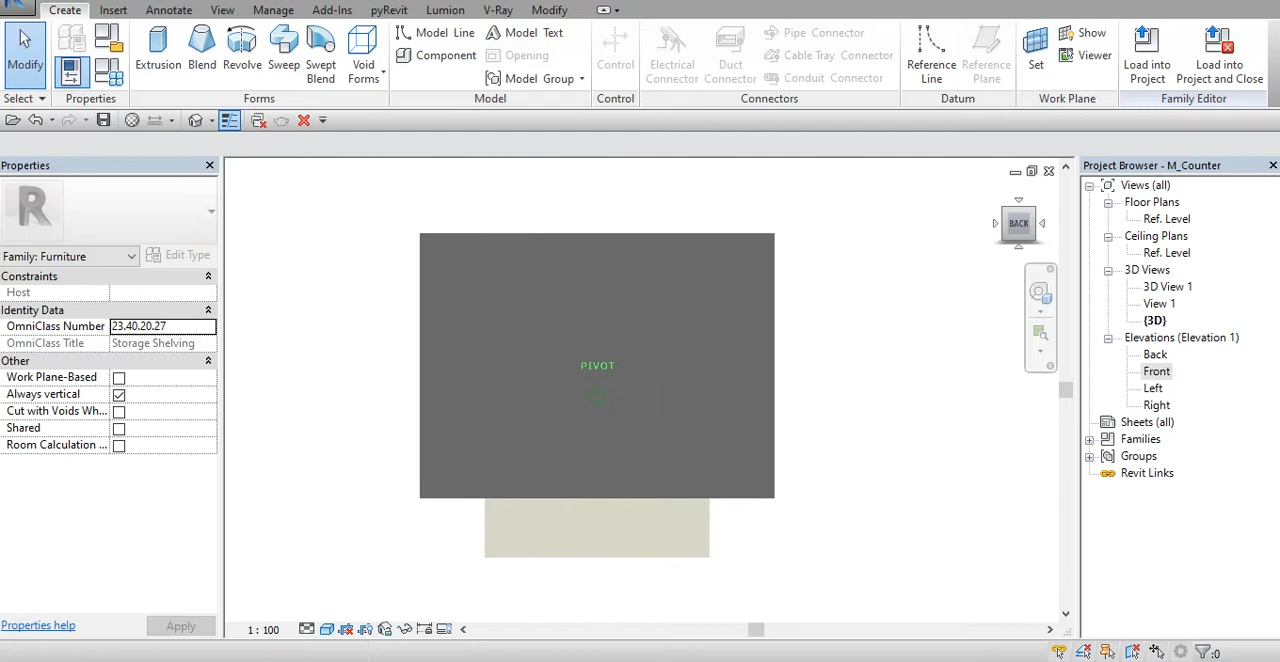 Create Insert Annotate View Manage Add-Ins pyRevit Lumion V-Ray Modify
Modify
Select
Properties
Extrusion Blend Revolve Sweep Swept Blend Void Forms
Forms
Model Line
Component
Model Text
Opening
Model Group
Model
Control
Control
Electrical Connector
Duct Connector
Pipe Connector
Cable Tray Connector
Conduit Connector
Connectors
Reference Line
Reference Plane
Datum
Set
Show
Viewer
Work Plane
Load into Project
Load into Project and Close
Family Editor
Properties
R
Family: Furniture
Edit Type
Constraints
Host
Identity Data
OmniClass Number 23.40.20.27
OmniClass Title Storage Shelving
Other
Work Plane-Based
Always vertical
Cut with Voids Wh...
Shared
Room Calculation ...
Properties help
Apply
PIVOT
BACK
1 : 100
Project Browser - M_Counter
Views (all)
Floor Plans
Ref. Level
Ceiling Plans
Ref. Level
3D Views
3D View 1
View 1
{3D}
Elevations (Elevation 1)
Back
Front
Left
Right
Sheets (all)
Families
Groups
Revit Links
:0